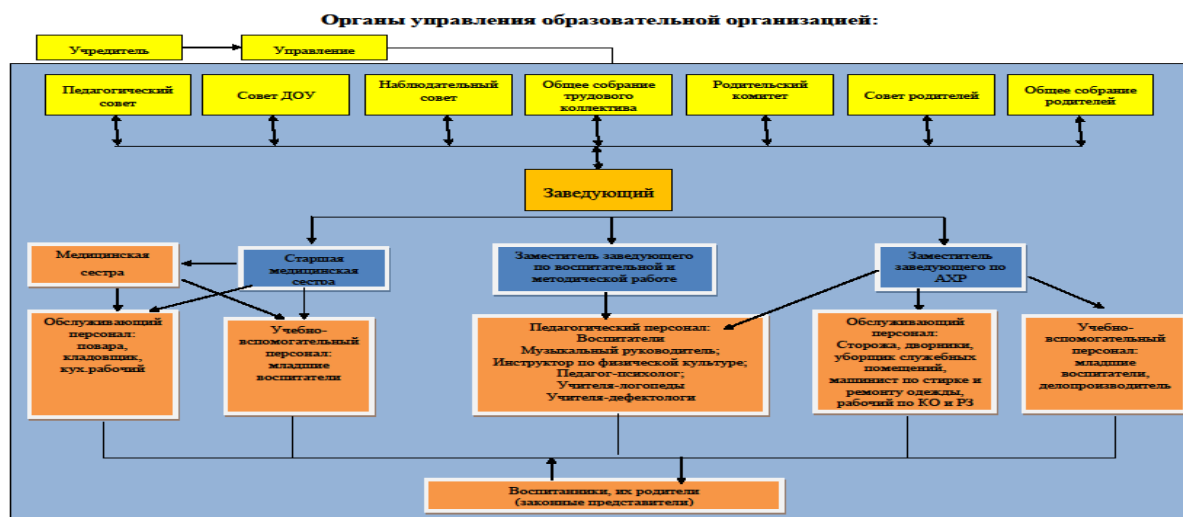 Органы управления образовательной организацией:
Учредитель
Управление
Педагогический
совет
Совет ДОУ
Наблюдательный
совет
Общее собрание
трудового
коллектива
Родительский
комитет
Совет родителей
Общее собрание
родителей
Заведующий
Медицинская
сестра
Старшая
медицинская
сестра
Заместитель заведующего
по воспитательной и
методической работе
Заместитель
заведующего по
АХР
Обслуживающий
персонал:
повара,
кладовщик,
кух.рабочий
Учебно-
вспомогательный
персонал:
младшие
воспитатели
Педагогический персонал:
Воспитатели
Музыкальный руководитель;
Инструктор по физической культуре;
Педагог-психолог;
Учителя-логопеды
Учителя-дефектологи
Обслуживающий
персонал:
Сторожа, дворники,
уборщик служебных
помещений,
машинист по стирке и
ремонту одежды,
рабочий по КО и РЗ
Учебно-
вспомогательный
персонал:
младшие
воспитатели,
делопроизводитель
Воспитанники, их родители
(законные представители)